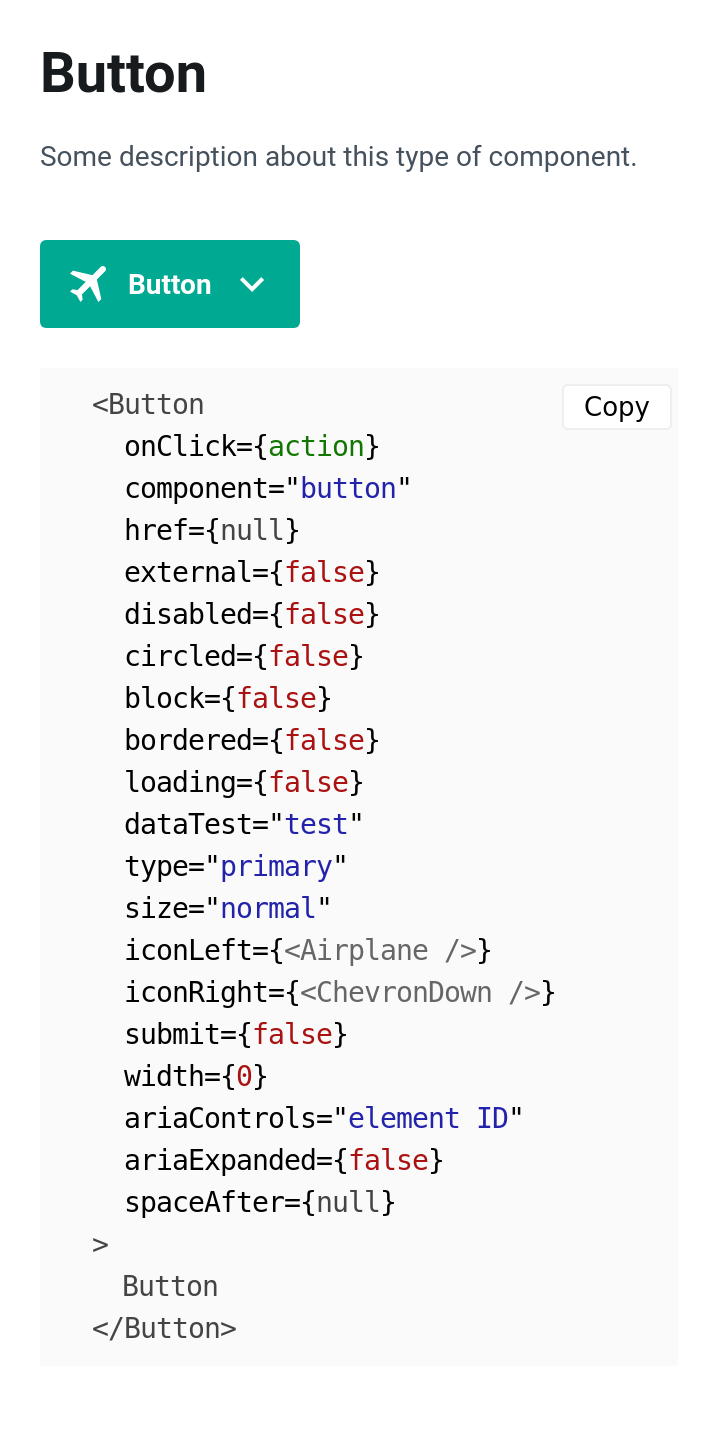 Button
Some description about this type of component.
Button
Copy
<Button
onClick={action}
component="button"
href={null}
external={false}
disabled={false}
circled={false}
block={false}
bordered={false}
loading={false}
dataTest="test"
type="primary"
size="normal"
iconLeft={<Airplane />}
iconRight={<ChevronDown />}
submit={false}
width={0}
ariaControls="element ID"
ariaExpanded={false}
spaceAfter={null}
>
Button
</Button>